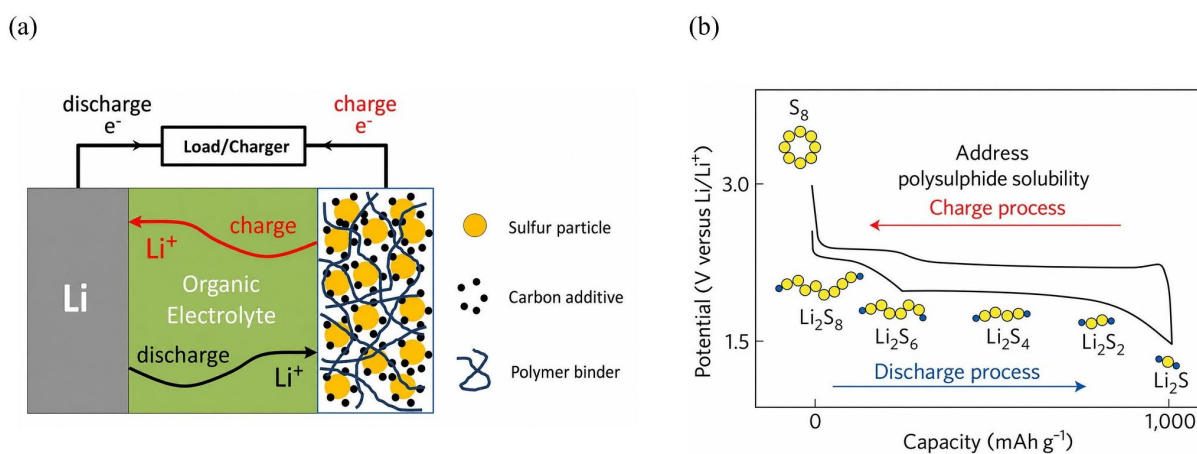 (a)
discharge
e⁻
charge
e⁻
Load/Charger
charge
Li⁺
Li
Organic
Electrolyte
discharge
Li⁺
Sulfur particle
Carbon additive
Polymer binder
(b)
S₈
Address
polysulphide solubility
Charge process
3.0
1.5
Potential (V versus Li/Li⁺)
Li₂S₈
Li₂S₆
Li₂S₄
Li₂S₂
Li₂S
Discharge process
0
1,000
Capacity (mAh g⁻¹)